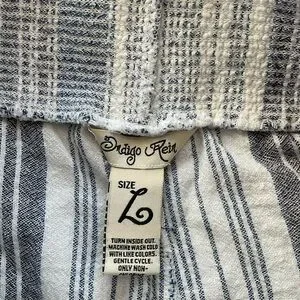 Indigo Rein
SIZE
L
TURN INSIDE OUT.
MACHINE WASH COLD
WITH LIKE COLORS.
GENTLE CYCLE.
ONLY NON-